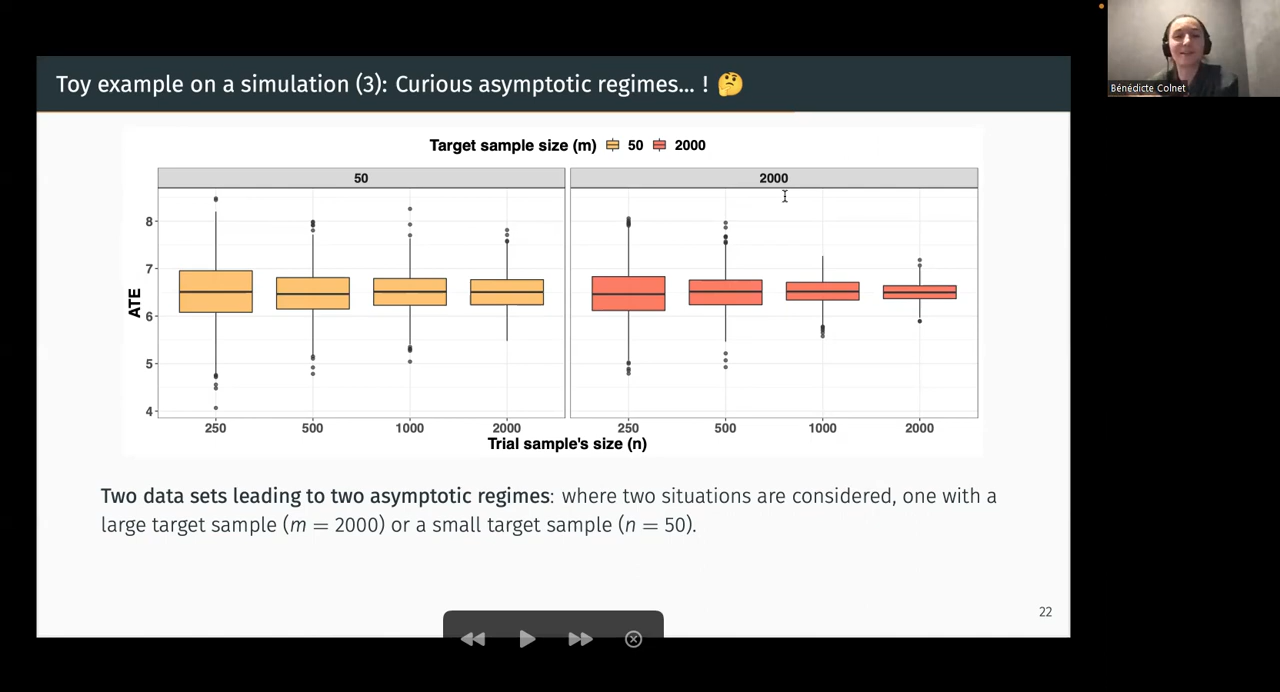 Bénédicte Colnet
Toy example on a simulation (3): Curious asymptotic regimes... ! 🤔
Target sample size (m) 50 2000
50 2000
ATE
8
7
6
5
4
250 500 1000 2000 250 500 1000 2000
Trial sample's size (n)
Two data sets leading to two asymptotic regimes: where two situations are considered, one with a
large target sample (m = 2000) or a small target sample (n = 50).
22